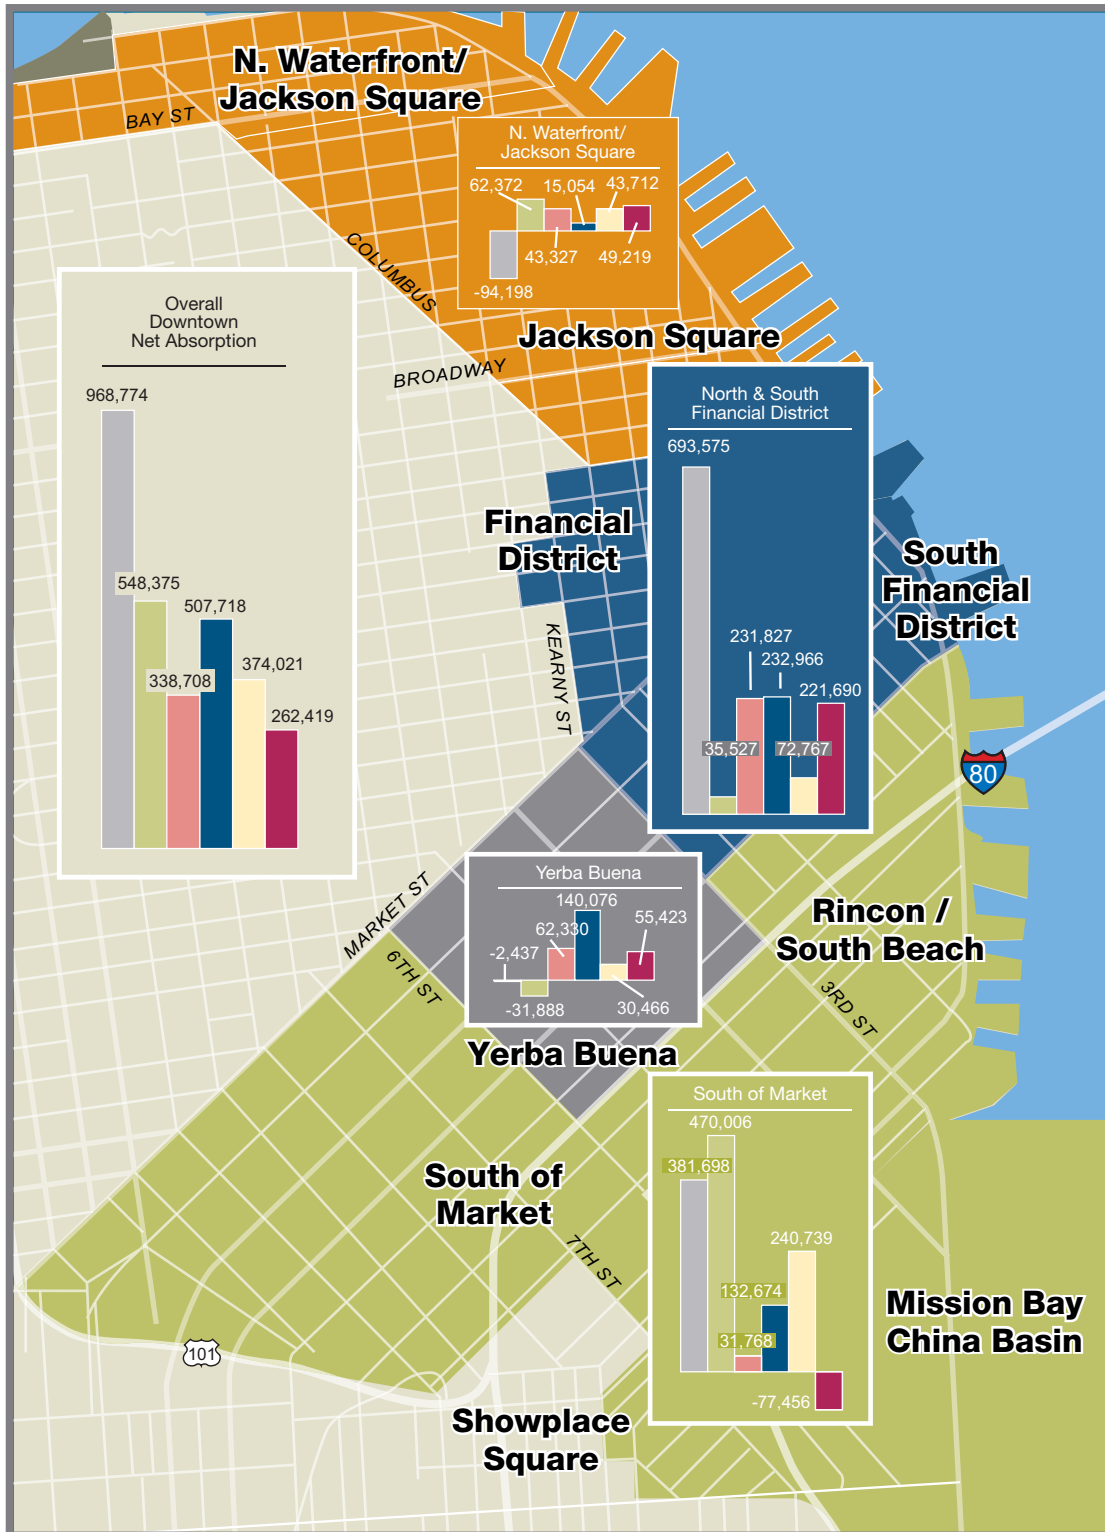 N. Waterfront/
Jackson Square
BAY ST
N. Waterfront/
Jackson Square
62,372
15,054
43,712
43,327
49,219
-94,198
COLUMBUS
Jackson Square
BROADWAY
Overall
Downtown
Net Absorption
968,774
548,375
507,718
338,708
374,021
262,419
North & South
Financial District
693,575
231,827
232,966
221,690
35,527
72,767
Financial
District
South
Financial
District
KEARNY ST
80
MARKET ST
6TH ST
Yerba Buena
140,076
62,330
55,423
-2,437
-31,888
30,466
Yerba Buena
Rincon /
South Beach
3RD ST
South of Market
470,006
381,698
240,739
132,674
31,768
-77,456
South of
Market
7TH ST
Mission Bay
China Basin
101
Showplace
Square